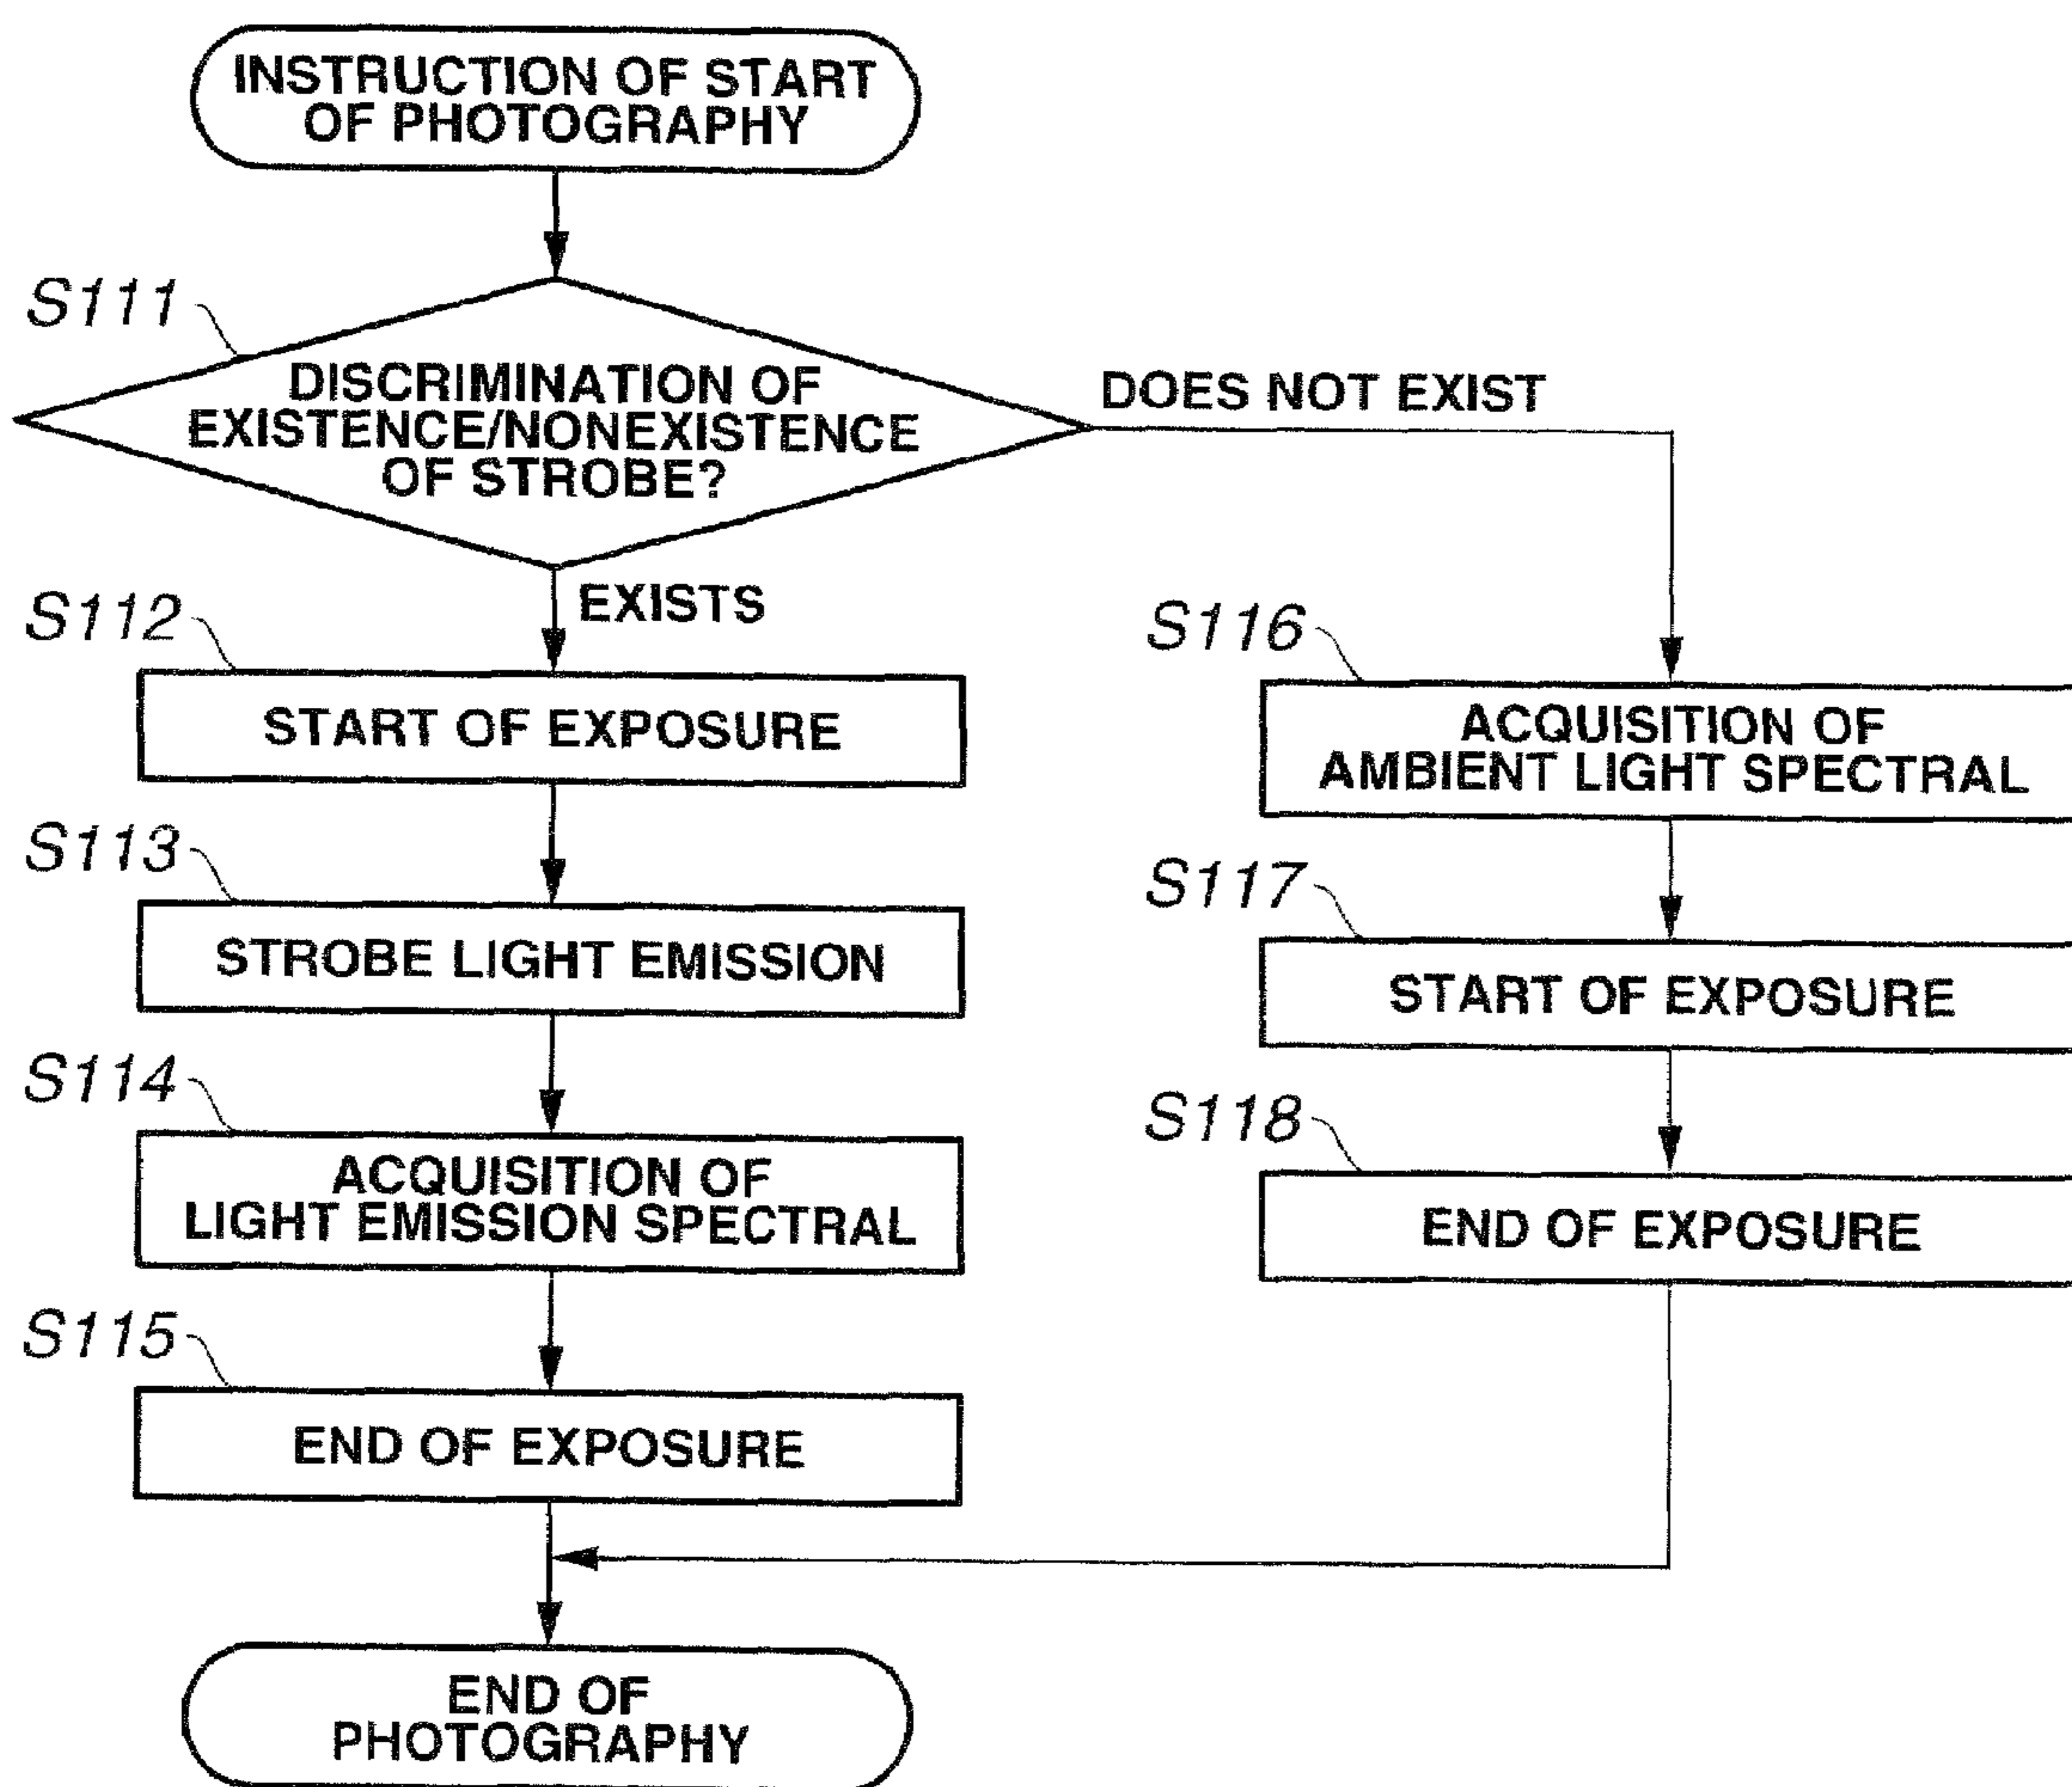 INSTRUCTION OF START
OF PHOTOGRAPHY
S111
DISCRIMINATION OF
EXISTENCE/NONEXISTENCE
OF STROBE?
DOES NOT EXIST
EXISTS
S112
START OF EXPOSURE
S113
STROBE LIGHT EMISSION
S114
ACQUISITION OF
LIGHT EMISSION SPECTRAL
S115
END OF EXPOSURE
S116
ACQUISITION OF
AMBIENT LIGHT SPECTRAL
S117
START OF EXPOSURE
S118
END OF EXPOSURE
END OF
PHOTOGRAPHY